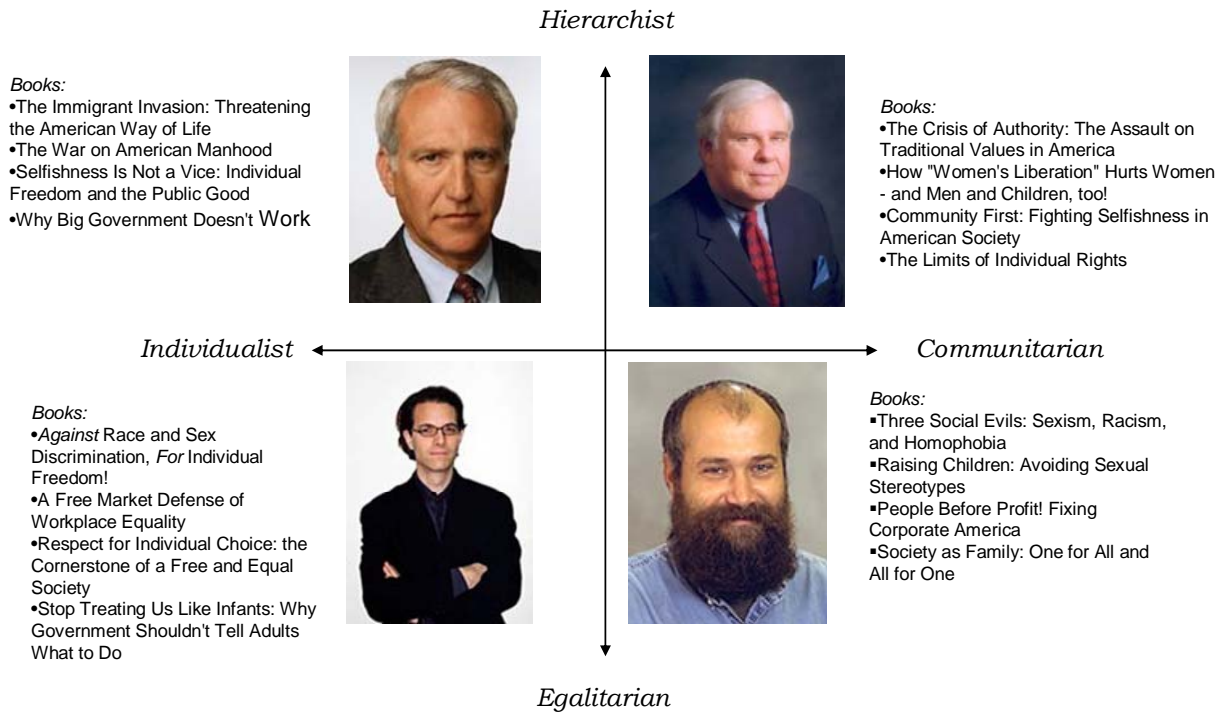 Hierarchist
Books:
•The Immigrant Invasion: Threatening
the American Way of Life
•The War on American Manhood
•Selfishness Is Not a Vice: Individual
Freedom and the Public Good
•Why Big Government Doesn't Work
Books:
•The Crisis of Authority: The Assault on
Traditional Values in America
•How "Women's Liberation" Hurts Women
- and Men and Children, too!
•Community First: Fighting Selfishness in
American Society
•The Limits of Individual Rights
Individualist
Communitarian
Books:
•Against Race and Sex
Discrimination, For Individual
Freedom!
•A Free Market Defense of
Workplace Equality
•Respect for Individual Choice: the
Cornerstone of a Free and Equal
Society
•Stop Treating Us Like Infants: Why
Government Shouldn't Tell Adults
What to Do
Books:
▪Three Social Evils: Sexism, Racism,
and Homophobia
▪Raising Children: Avoiding Sexual
Stereotypes
▪People Before Profit! Fixing
Corporate America
▪Society as Family: One for All and
All for One
Egalitarian